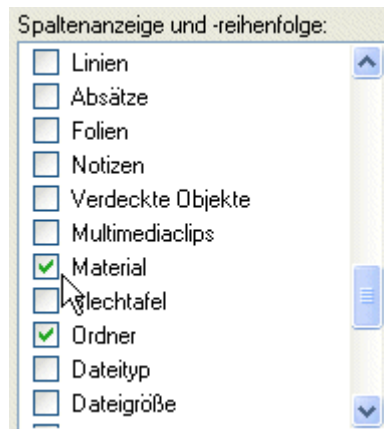 Spaltenanzeige und -reihenfolge:
Linien
Absätze
Folien
Notizen
Verdeckte Objekte
Multimediaclips
Material
Ordner
Dateityp
Dateigröße